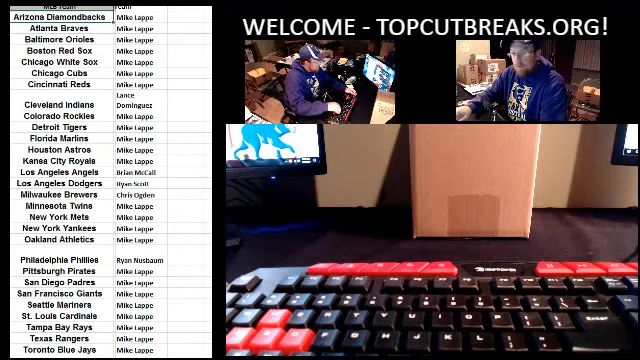 MLB Team Team
Arizona Diamondbacks Mike Lappe
Atlanta Braves Mike Lappe
Baltimore Orioles Mike Lappe
Boston Red Sox Mike Lappe
Chicago White Sox Mike Lappe
Chicago Cubs Mike Lappe
Cincinnati Reds Mike Lappe
Lance
Cleveland Indians Dominguez
Colorado Rockies Mike Lappe
Detroit Tigers Mike Lappe
Florida Marlins Mike Lappe
Houston Astros Mike Lappe
Kansa City Royals Mike Lappe
Los Angeles Angels Brian McCall
Los Angeles Dodgers Ryan Scott
Milwaukee Brewers Chris Ogden
Minnesota Twins Mike Lappe
New York Mets Mike Lappe
New York Yankees Mike Lappe
Oakland Athletics Mike Lappe
Philadelphia Phillies Ryan Nusbaum
Pittsburgh Pirates Mike Lappe
San Diego Padres Mike Lappe
San Francisco Giants Mike Lappe
Seattle Mariners Mike Lappe
St. Louis Cardinals Mike Lappe
Tampa Bay Rays Mike Lappe
Texas Rangers Mike Lappe
Toronto Blue Jays Mike Lappe
WELCOME - TOPCUTBREAKS.ORG!
Enter